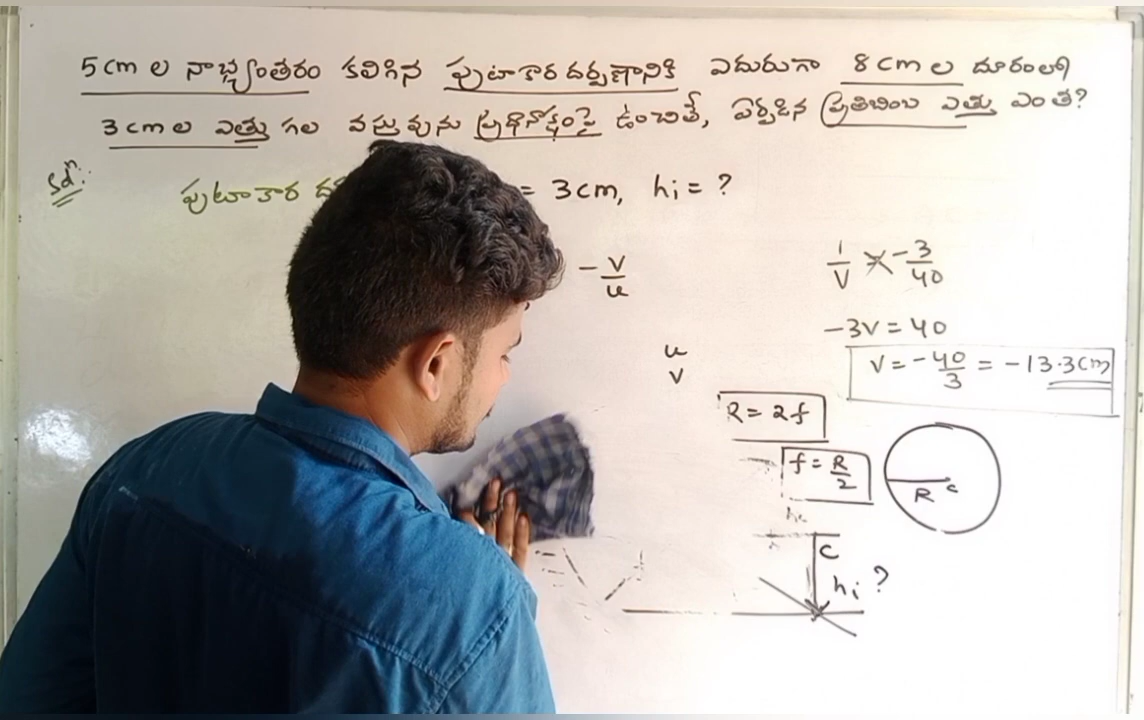 5cm ల నాభ్యంతరం కలిగిన పుటాకార దర్పణానికి ఎదురుగా 8cm ల దూరంలో
3cm ల ఎత్తు గల వస్తువును ప్రధానాక్షంపై ఉంచితే, ఏర్పడిన ప్రతిబింబ ఎత్తు ఎంత?
Sol:
పుటాకార
= 3cm, hi = ?
- v/u
1/v × -3/40
-3v = 40
v = -40/3 = -13.3cm
u
v
R = 2f
f = R/2
R c
C
hi ?